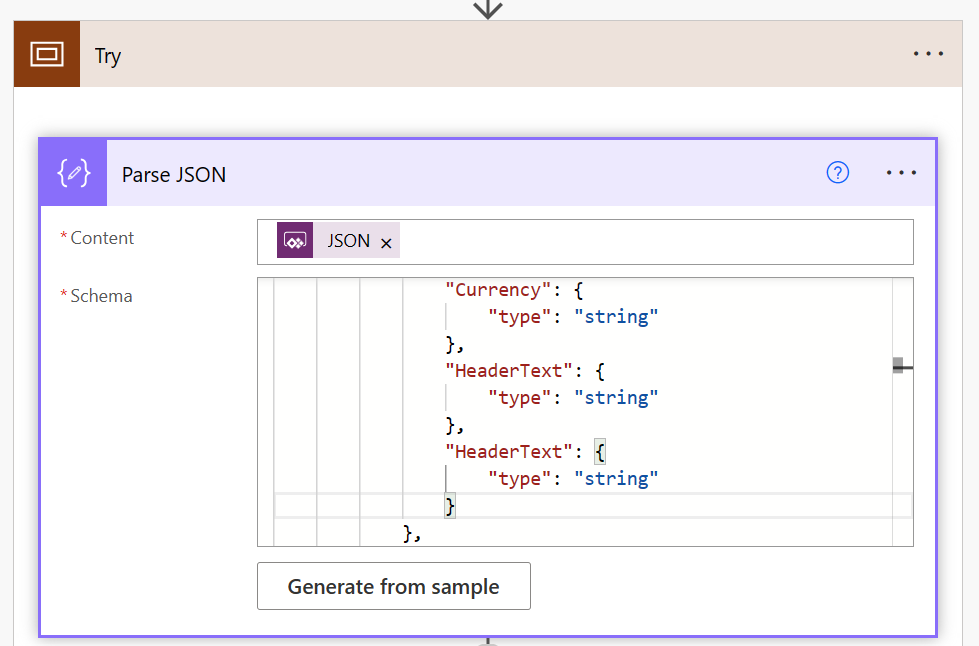 Try
Parse JSON
*Content
JSON ×
*Schema
"Currency": {
"type": "string"
},
"HeaderText": {
"type": "string"
},
"HeaderText": {
"type": "string"
}
},
Generate from sample